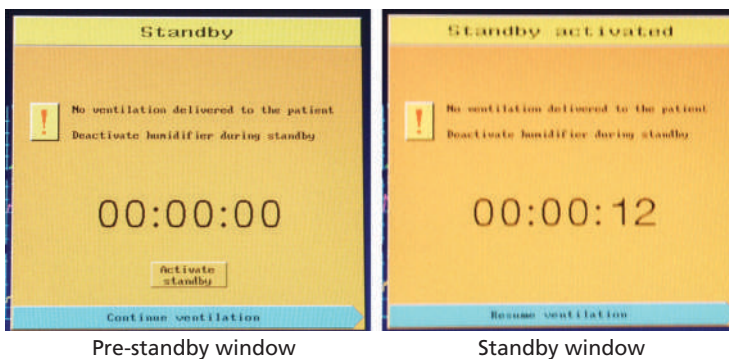 Standby
!
No ventilation delivered to the patient
Deactivate humidifier during standby
00:00:00
Activate
standby
Continue ventilation
Pre-standby window
Standby activated
!
No ventilation delivered to the patient
Deactivate humidifier during standby
00:00:12
Resume ventilation
Standby window